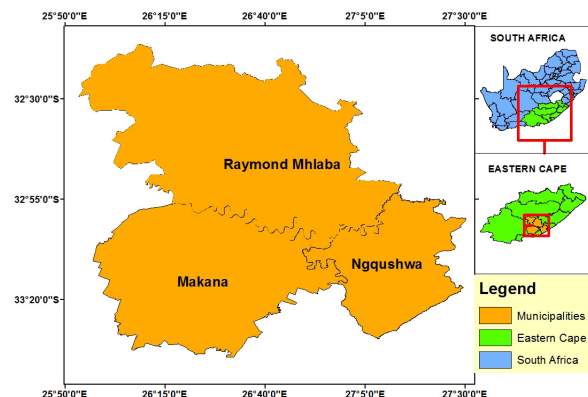 25°50'0"E 26°15'0"E 26°40'0"E 27°5'0"E 27°30'0"E
32°30'0"S
32°55'0"S
33°20'0"S
Raymond Mhlaba
Makana
Ngqushwa
25°50'0"E 26°15'0"E 26°40'0"E 27°5'0"E 27°30'0"E
SOUTH AFRICA
EASTERN CAPE
Legend
Municipalities
Eastern Cape
South Africa